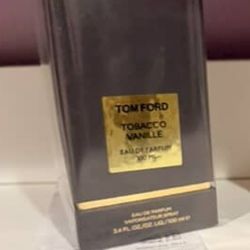 TOM FORD
TOBACCO
VANILLE
EAU DE PARFUM
100 ML
EAU DE PARFUM
VAPORISATEUR SPRAY
3.4 FL.OZ./OZ.LIQ./100 ml ℮